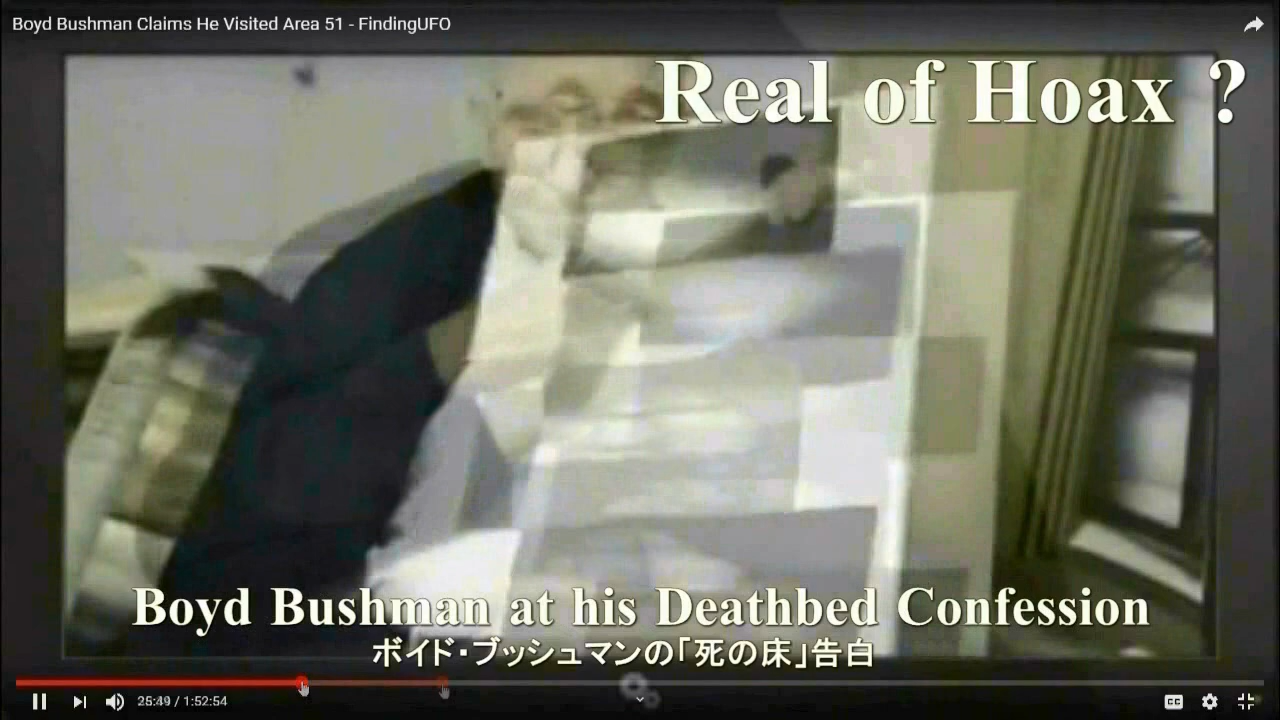 Boyd Bushman Claims He Visited Area 51 - FindingUFO
Real of Hoax ?
Boyd Bushman at his Deathbed Confession
ボイド・ブッシュマンの「死の床」告白
25:49 / 1:52:54
CC